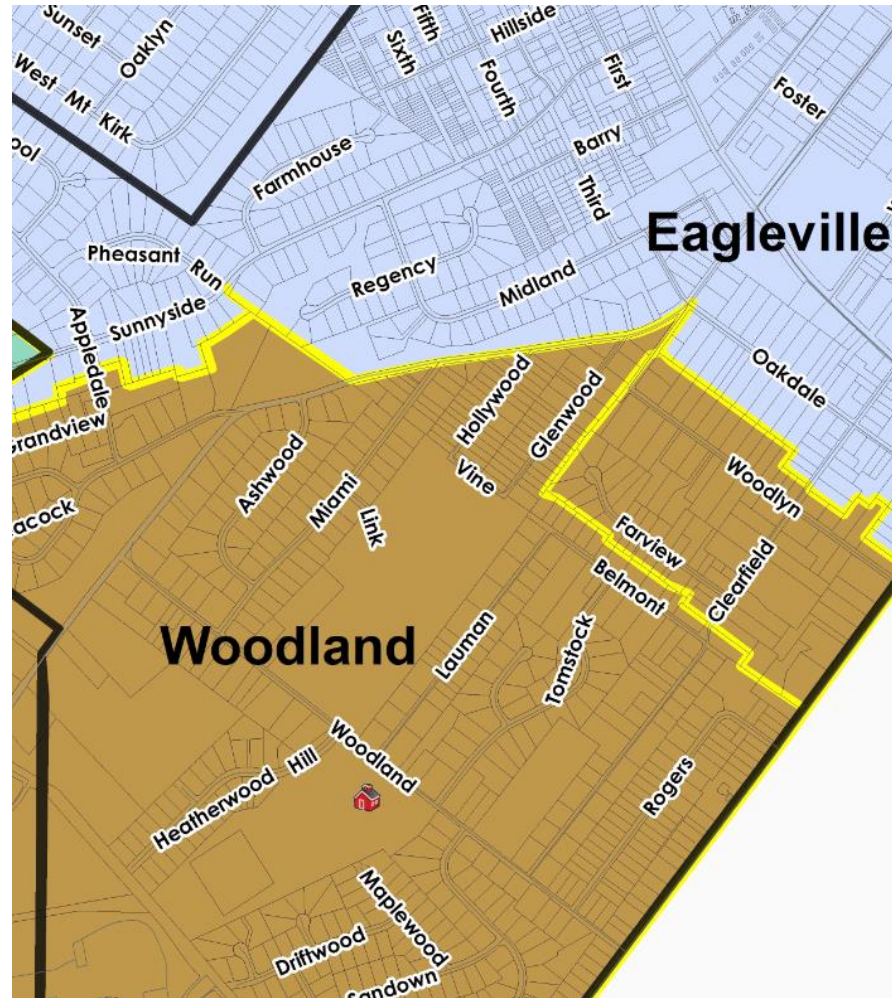 Sunset
Oaklyn
West Mt Kirk
Fifth
Sixth
Hillside
Fourth
First
Foster
Barry
Third
Farmhouse
Eagleville
Pheasant Run
Regency
Midland
Sunnyside
Appledale
Oakdale
Hollywood
Glenwood
Grandview
Ashwood
Miami
Vine
Woodlyn
Link
Farview
Belmont
Clearfield
Woodland
Lauman
Tomstock
Woodland
Heatherwood Hill
Rogers
Maplewood
Driftwood
Sandown